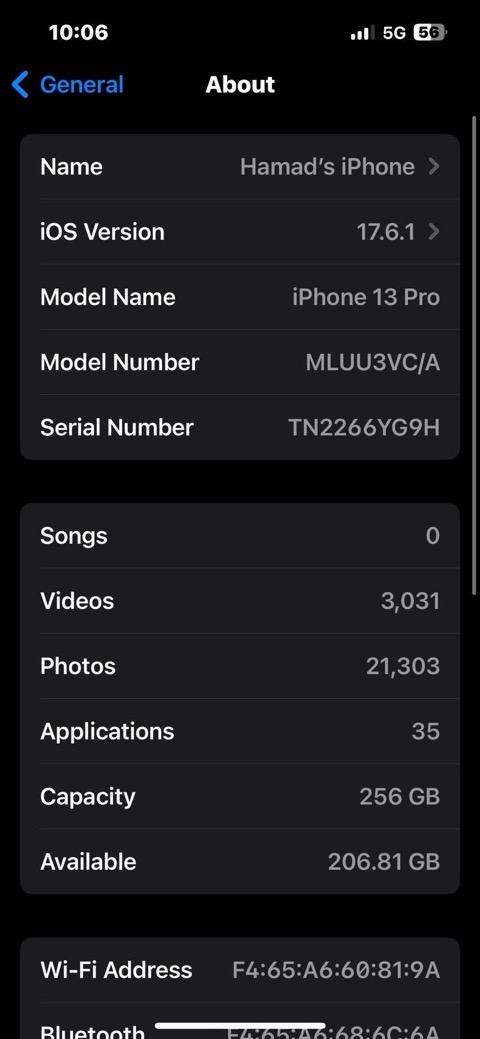 10:06 5G 56
General About
Name Hamad’s iPhone
iOS Version 17.6.1
Model Name iPhone 13 Pro
Model Number MLUU3VC/A
Serial Number TN2266YG9H
Songs 0
Videos 3,031
Photos 21,303
Applications 35
Capacity 256 GB
Available 206.81 GB
Wi-Fi Address F4:65:A6:60:81:9A
Bluetooth F4:65:A6:68:6C:6A